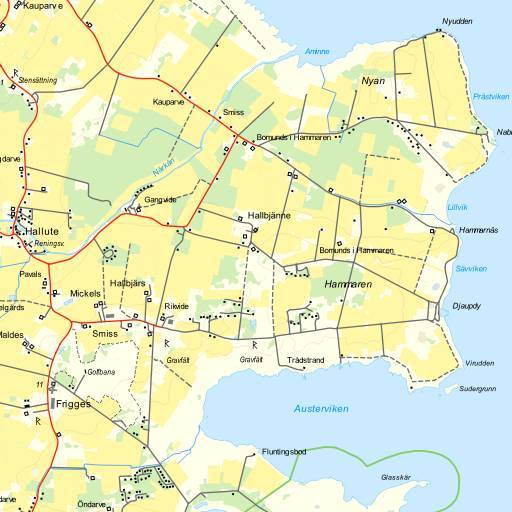 Kauparve
Nyudden
Aminne
Stensättning
Nyan
Prästviken
Kauparve
Smiss
Bomunds i Hammaren
Närkån
Gangvide
Lillvik
Hallbjänne
Hallute
Hammarnäs
Reningsv.
Bomunds i Hammaren
Sävviken
Pavals
Hallbjärs
Hammaren
Mickels
Rikvide
Djaupdy
Smiss
Gravfält
Gravfält
Trädstrand
Virudden
Golfbana
Sudergrunn
11
Frigges
Austerviken
Fluntingsbod
Glasskär
Öndarve